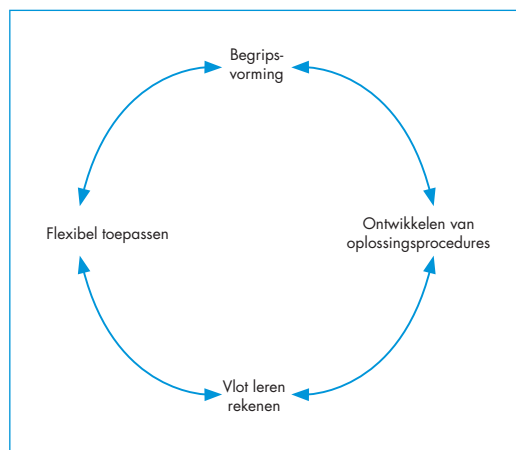 Begrips-
vorming
Flexibel toepassen
Ontwikkelen van
oplossingsprocedures
Vlot leren
rekenen